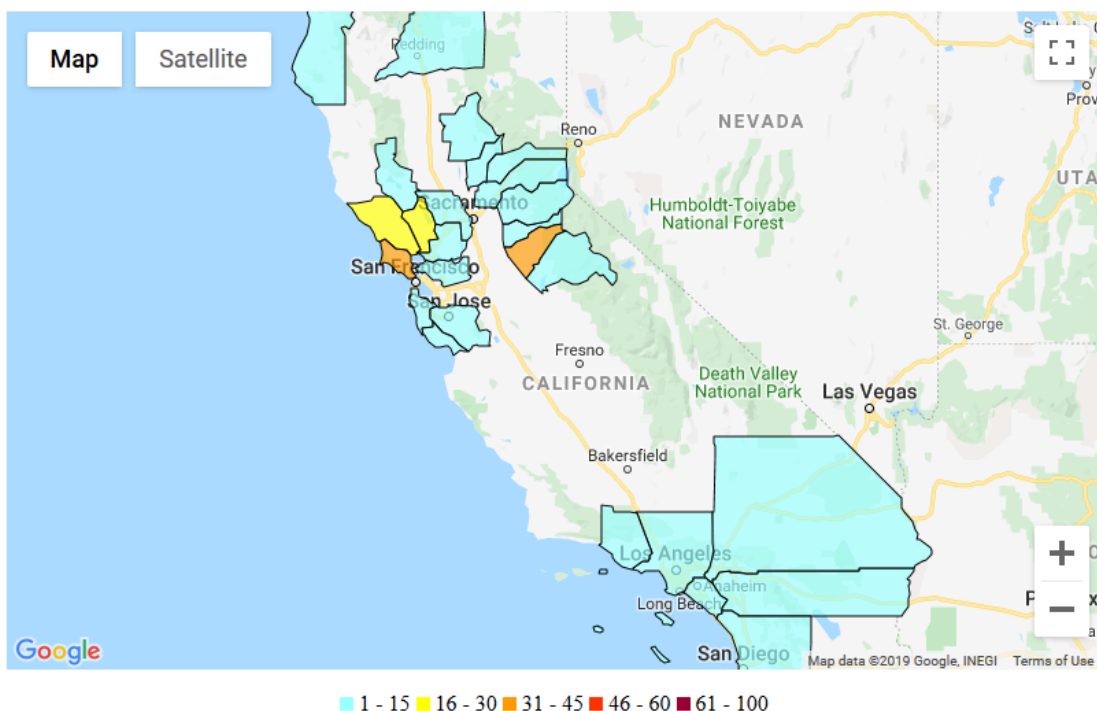 Map Satellite
Redding
Reno
NEVADA
Sacramento
Humboldt-Toiyabe
National Forest
San Francisco
San Jose
St. George
Fresno
CALIFORNIA
Death Valley
National Park
Las Vegas
Bakersfield
Los Angeles
Anaheim
Long Beach
San Diego
Google
Map data ©2019 Google, INEGI Terms of Use
1 - 15 16 - 30 31 - 45 46 - 60 61 - 100